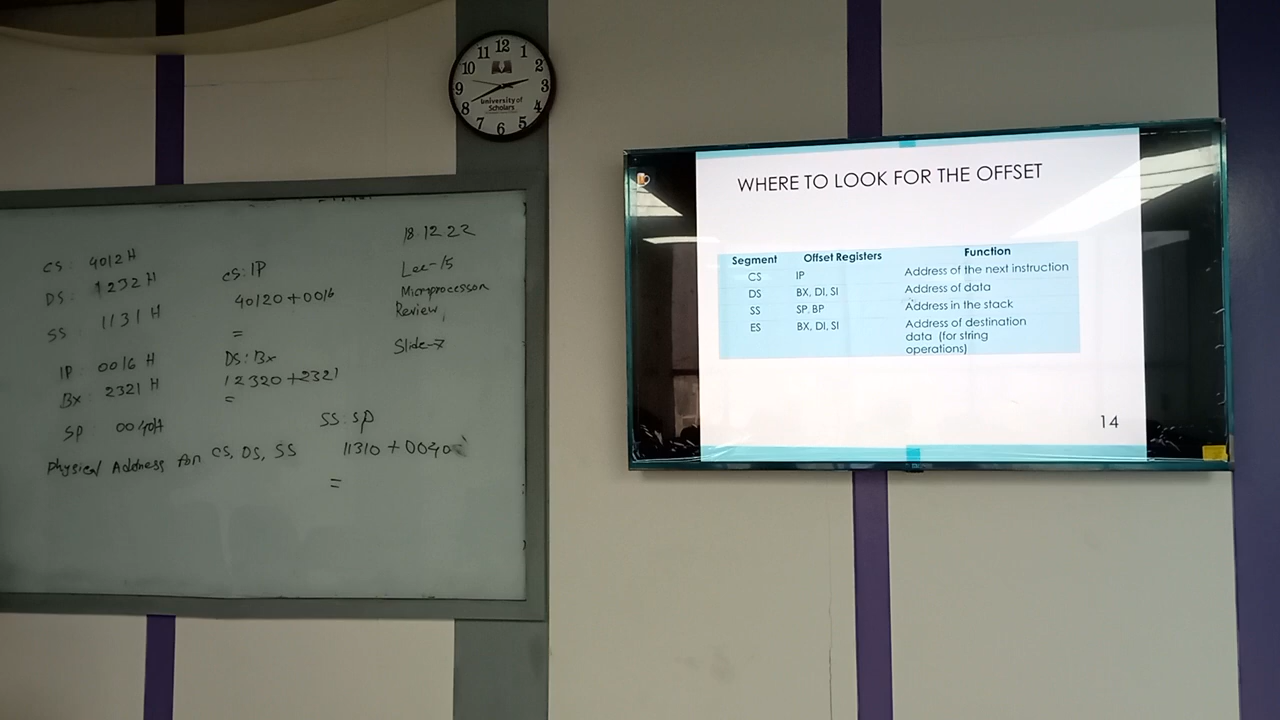 CS: 4012 H
DS: 1232 H
SS: 1131 H
IP 0016 H
Bx: 2321 H
SP 0040H
Physical Address for CS, DS, SS
CS:IP
40120+0016
=
DS:Bx
12320+2321
=
SS:SP
11310+0040
=
18.12.22
Lec-15
Microprocessor
Review,
Slide-7
11 12 1
10 2
9 3
8 4
7 6 5
University of
Scholars
WHERE TO LOOK FOR THE OFFSET
Segment Offset Registers Function
CS IP Address of the next instruction
DS BX, DI, SI Address of data
SS SP. BP Address in the stack
ES BX, DI, SI Address of destination
data (for string
operations)
14